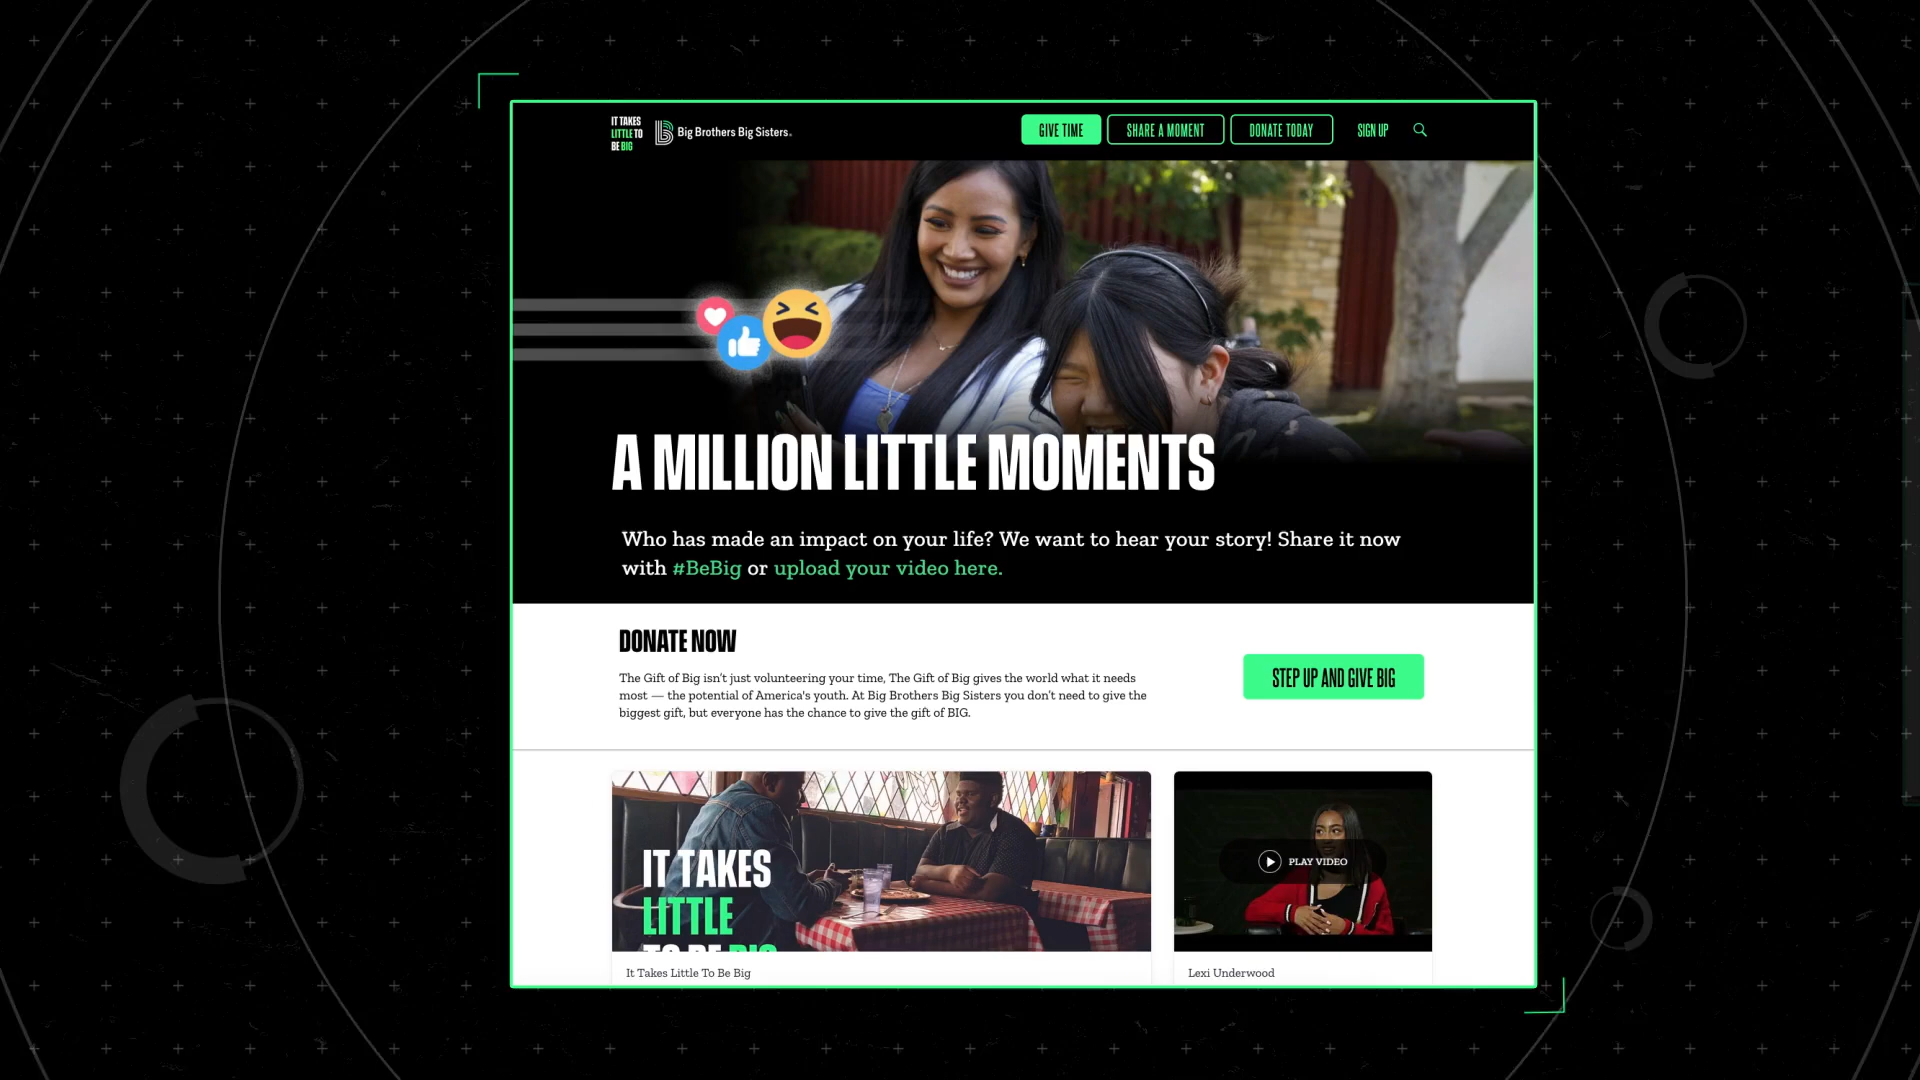 IT TAKES
LITTLE TO
BE BIG
Big Brothers Big Sisters.
GIVE TIME
SHARE A MOMENT
DONATE TODAY
SIGN UP
A MILLION LITTLE MOMENTS
Who has made an impact on your life? We want to hear your story! Share it now
with #BeBig or upload your video here.
DONATE NOW
The Gift of Big isn't just volunteering your time, The Gift of Big gives the world what it needs
most — the potential of America's youth. At Big Brothers Big Sisters you don't need to give the
biggest gift, but everyone has the chance to give the gift of BIG.
STEP UP AND GIVE BIG
IT TAKES
LITTLE
TO BE BIG
PLAY VIDEO
It Takes Little To Be Big
Lexi Underwood